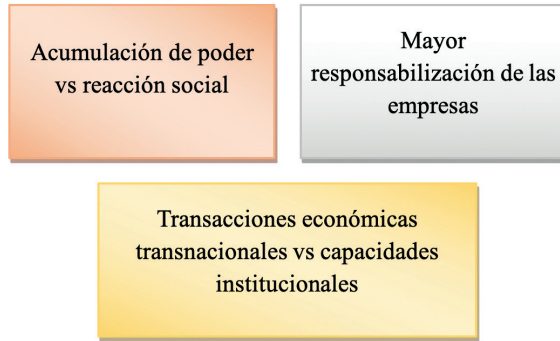 Acumulación de poder
vs reacción social
Mayor
responsabilización de las
empresas
Transacciones económicas
transnacionales vs capacidades
institucionales